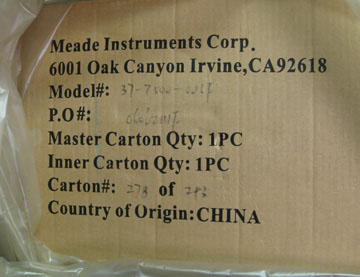 Meade Instruments Corp.
6001 Oak Canyon Irvine,CA92618
Model#:
P.O#:
Master Carton Qty: 1PC
Inner Carton Qty: 1PC
Carton#: 278 of
Country of Origin:CHINA